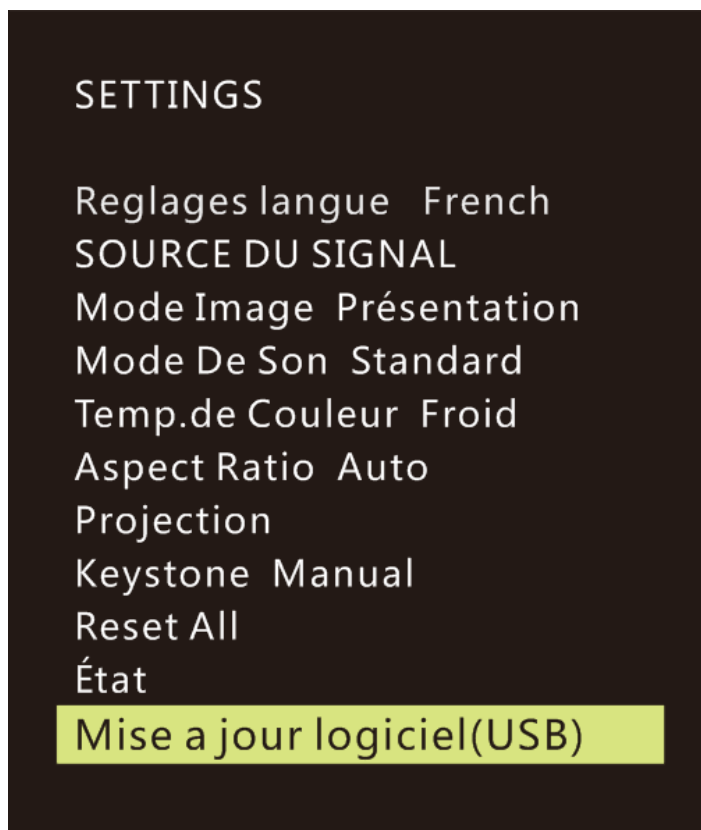 SETTINGS
Reglages langue French
SOURCE DU SIGNAL
Mode Image Présentation
Mode De Son Standard
Temp.de Couleur Froid
Aspect Ratio Auto
Projection
Keystone Manual
Reset All
État
Mise a jour logiciel(USB)